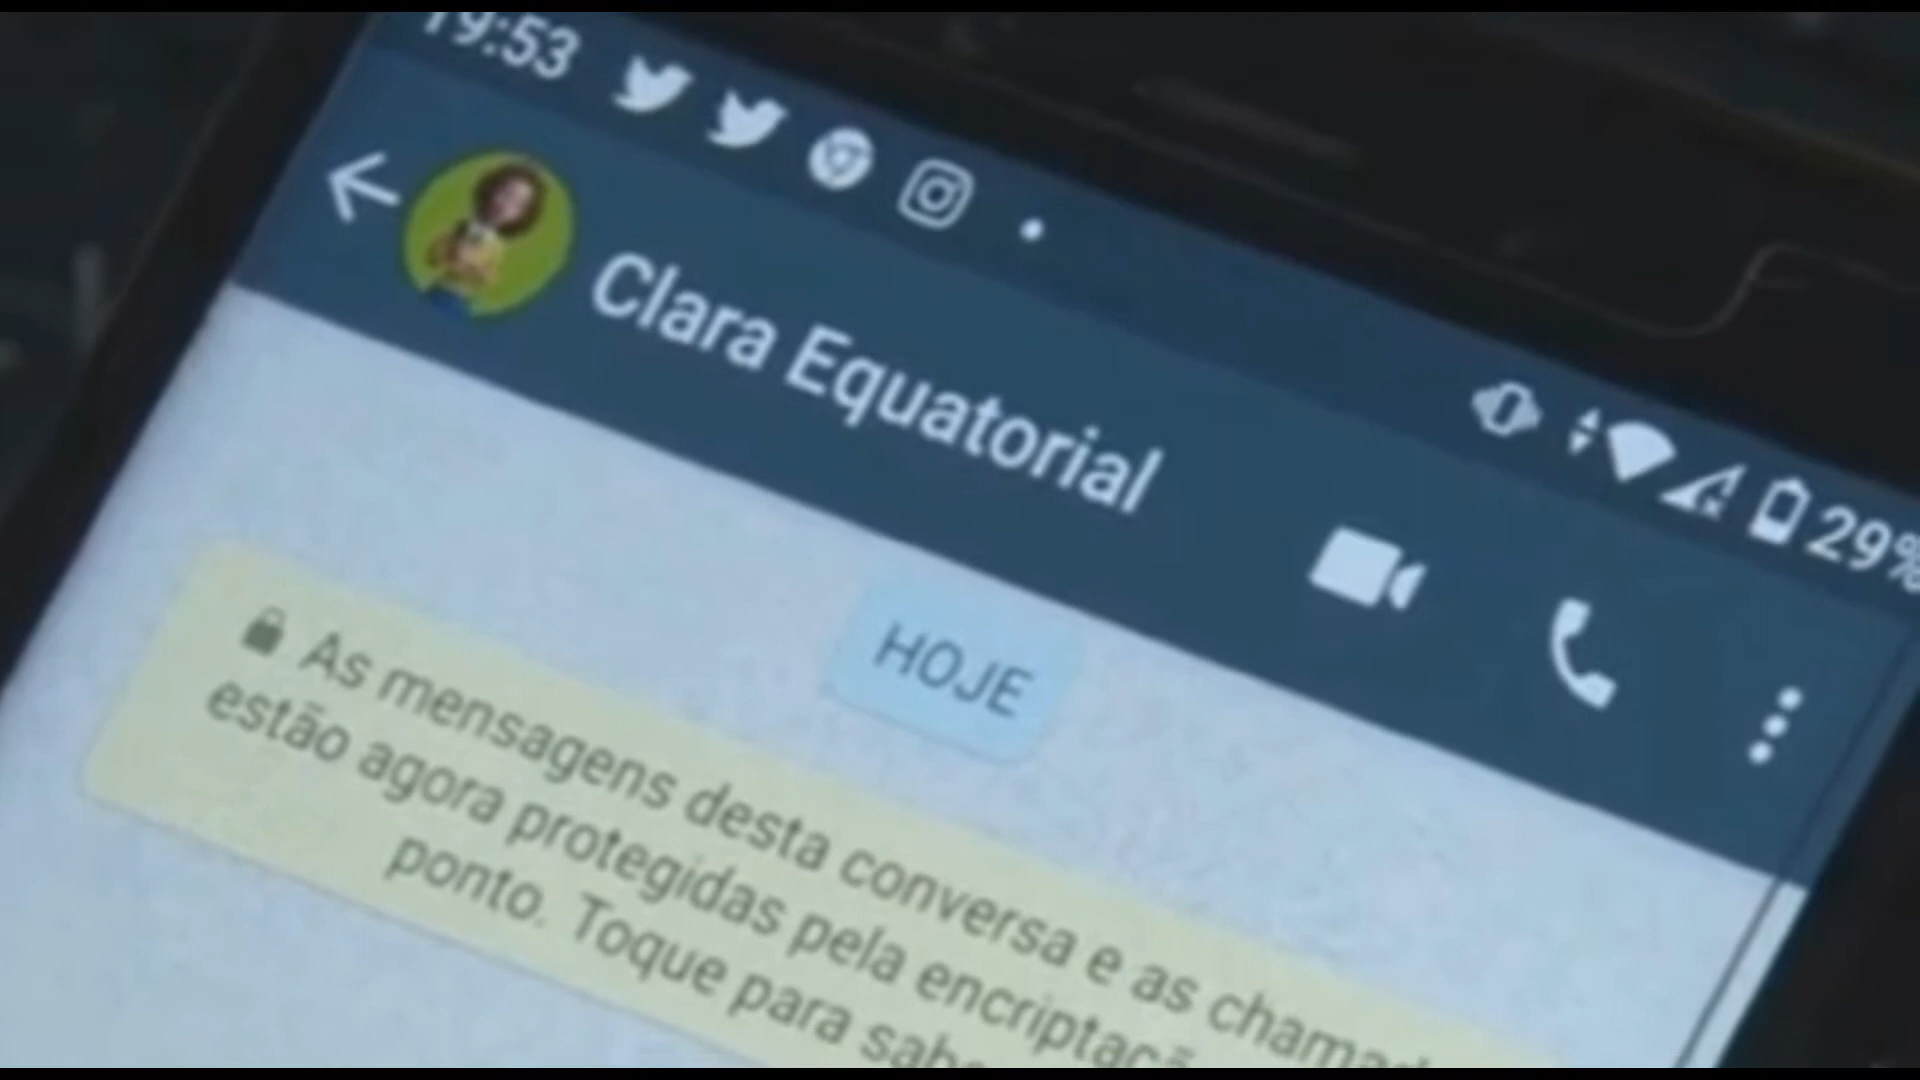 19:53
29%
Clara Equatorial
HOJE
As mensagens desta conversa e as
estão agora protegidas pela
ponto. Toque para